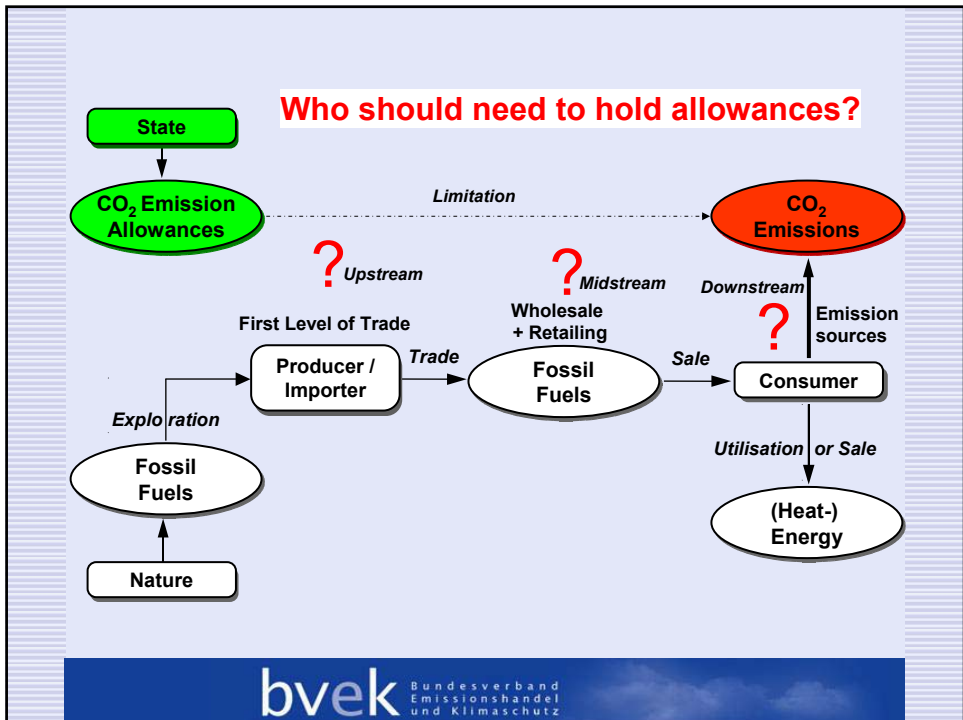 Who should need to hold allowances?
State
CO₂ Emission
Allowances
Limitation
CO₂
Emissions
? Upstream
? Midstream
Downstream
?
Emission
sources
First Level of Trade
Wholesale
+ Retailing
Producer /
Importer
Trade
Fossil
Fuels
Sale
Consumer
Exploration
Utilisation or Sale
Fossil
Fuels
(Heat-)
Energy
Nature
bvek
Bundesverband
Emissionshandel
und Klimaschutz